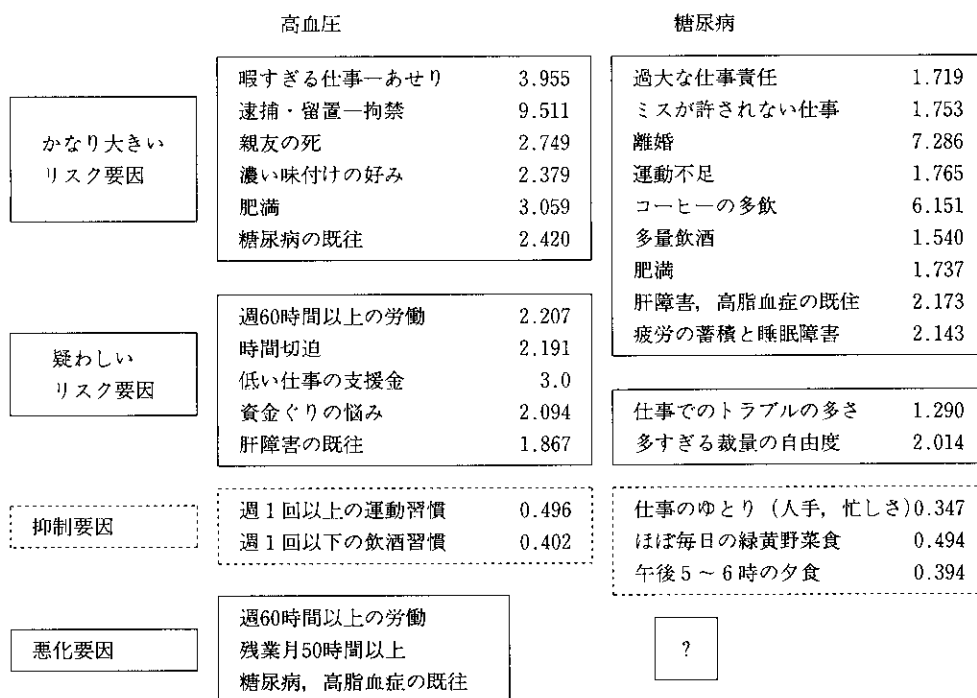 高血圧
糖尿病
かなり大きい
リスク要因
暇すぎる仕事―あせり 3.955
逮捕・留置―拘禁 9.511
親友の死 2.749
濃い味付けの好み 2.379
肥満 3.059
糖尿病の既往 2.420
過大な仕事責任 1.719
ミスが許されない仕事 1.753
離婚 7.286
運動不足 1.765
コーヒーの多飲 6.151
多量飲酒 1.540
肥満 1.737
肝障害，高脂血症の既往 2.173
疲労の蓄積と睡眠障害 2.143
疑わしい
リスク要因
週60時間以上の労働 2.207
時間切迫 2.191
低い仕事の支援金 3.0
資金ぐりの悩み 2.094
肝障害の既往 1.867
仕事でのトラブルの多さ 1.290
多すぎる裁量の自由度 2.014
抑制要因
週1回以上の運動習慣 0.496
週1回以下の飲酒習慣 0.402
仕事のゆとり（人手，忙しさ）0.347
ほぼ毎日の緑黄野菜食 0.494
午後5～6時の夕食 0.394
悪化要因
週60時間以上の労働
残業月50時間以上
糖尿病，高脂血症の既往
？